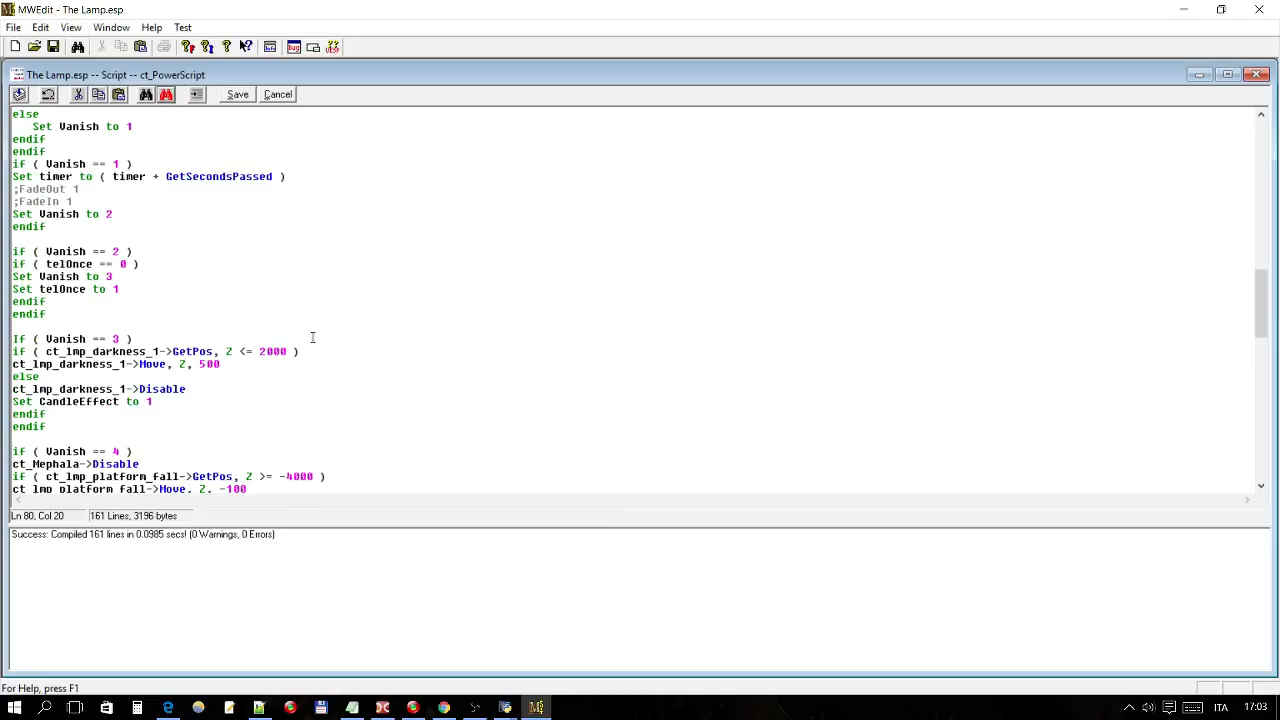 MWEdit - The Lamp.esp
File Edit View Window Help Test
The Lamp.esp -- Script -- ct_PowerScript
Save Cancel
else
Set Vanish to 1
endif
endif
if ( Vanish == 1 )
Set timer to ( timer + GetSecondsPassed )
;FadeOut 1
;FadeIn 1
Set Vanish to 2
endif
if ( Vanish == 2 )
if ( telOnce == 0 )
Set Vanish to 3
Set telOnce to 1
endif
endif
If ( Vanish == 3 )
if ( ct_lmp_darkness_1->GetPos, Z <= 2000 )
ct_lmp_darkness_1->Move, Z, 500
else
ct_lmp_darkness_1->Disable
Set CandleEffect to 1
endif
endif
if ( Vanish == 4 )
ct_Mephala->Disable
if ( ct_lmp_platform_fall->GetPos, Z >= -4000 )
ct_lmp_platform_fall->Move, Z, -100
Ln 80, Col 20 161 Lines, 3196 bytes
Success: Compiled 161 lines in 0.0985 secs! (0 Warnings, 0 Errors)
For Help, press F1
ITA 17:03